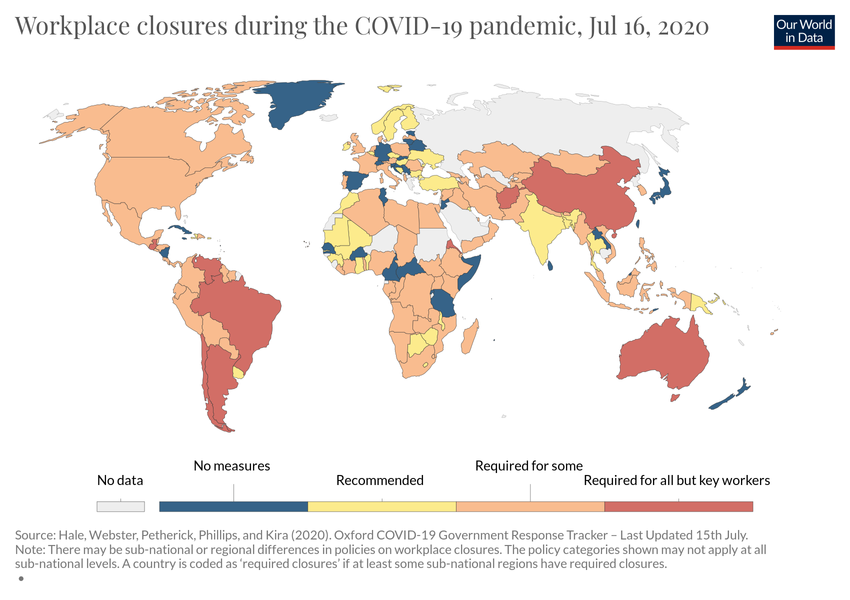 Workplace closures during the COVID-19 pandemic, Jul 16, 2020
Our World
in Data
No data
No measures
Recommended
Required for some
Required for all but key workers
Source: Hale, Webster, Petherick, Phillips, and Kira (2020). Oxford COVID-19 Government Response Tracker – Last Updated 15th July.
Note: There may be sub-national or regional differences in policies on workplace closures. The policy categories shown may not apply at all
sub-national levels. A country is coded as 'required closures' if at least some sub-national regions have required closures.